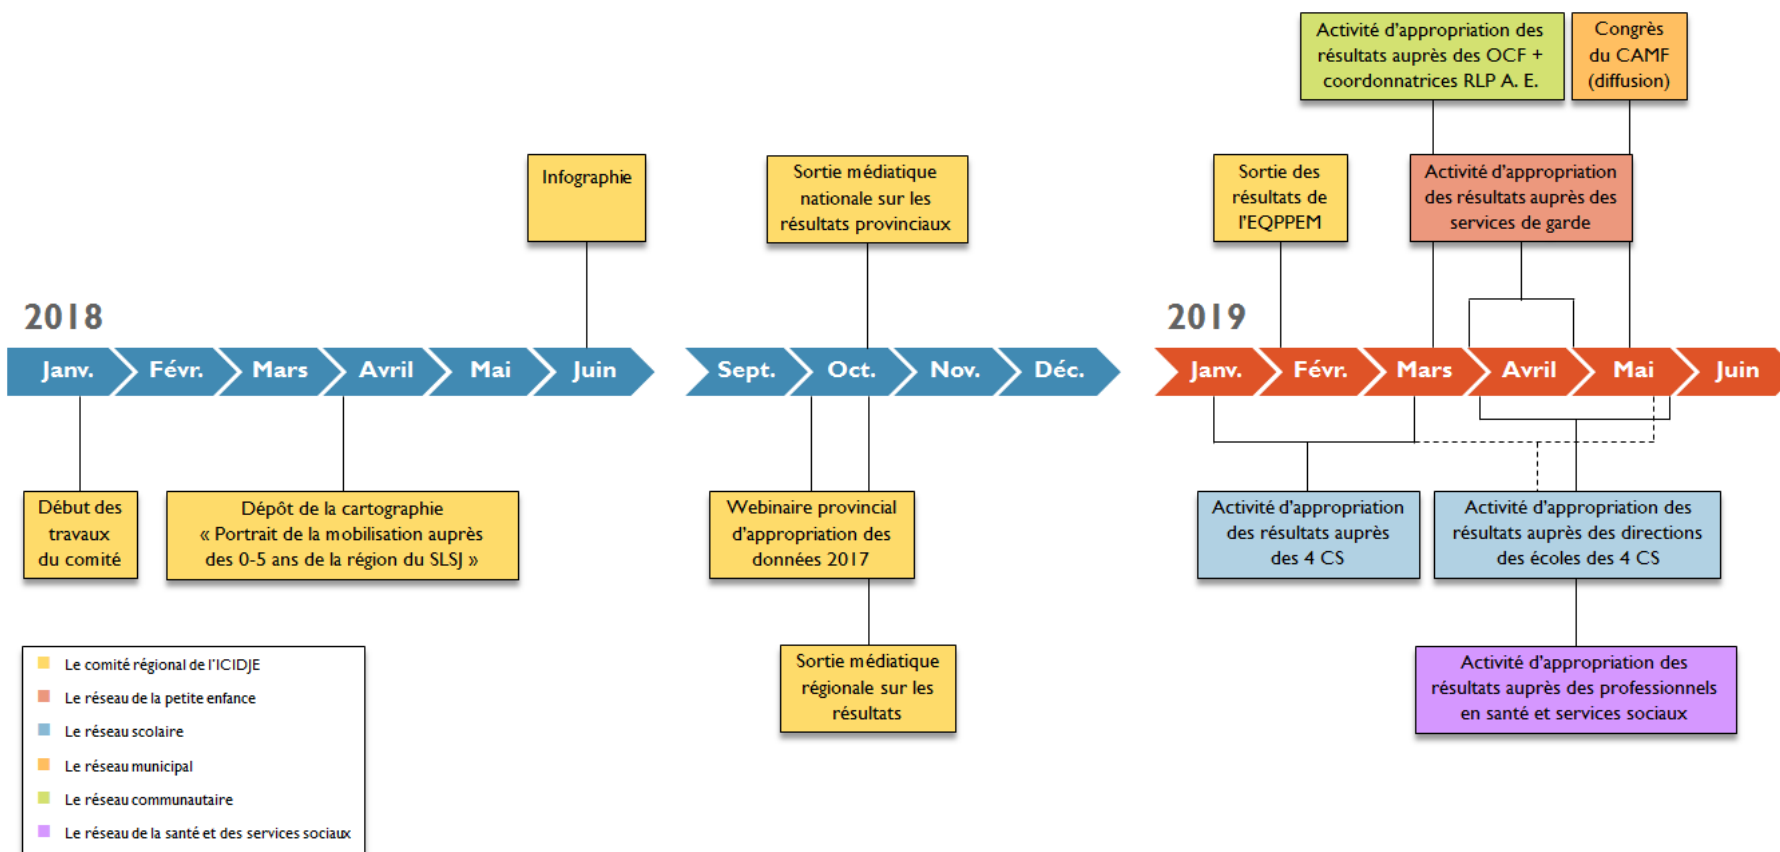 Activité d'appropriation des
résultats auprès des OCF +
coordonnatrices RLP A. E.
Congrès
du CAMF
(diffusion)
Infographie
Sortie médiatique
nationale sur les
résultats provinciaux
Sortie des
résultats de
l'EQPPEM
Activité d'appropriation
des résultats auprès des
services de garde
2018
2019
Janv.
Févr.
Mars
Avril
Mai
Juin
Sept.
Oct.
Nov.
Déc.
Janv.
Févr.
Mars
Avril
Mai
Juin
Début des
travaux
du comité
Dépôt de la cartographie
« Portrait de la mobilisation auprès
des 0-5 ans de la région du SLSJ »
Webinaire provincial
d'appropriation des
données 2017
Activité d'appropriation
des résultats auprès
des 4 CS
Activité d'appropriation des
résultats auprès des directions
des écoles des 4 CS
Sortie médiatique
régionale sur les
résultats
Activité d'appropriation des
résultats auprès des professionnels
en santé et services sociaux
Le comité régional de l'ICIDJE
Le réseau de la petite enfance
Le réseau scolaire
Le réseau municipal
Le réseau communautaire
Le réseau de la santé et des services sociaux